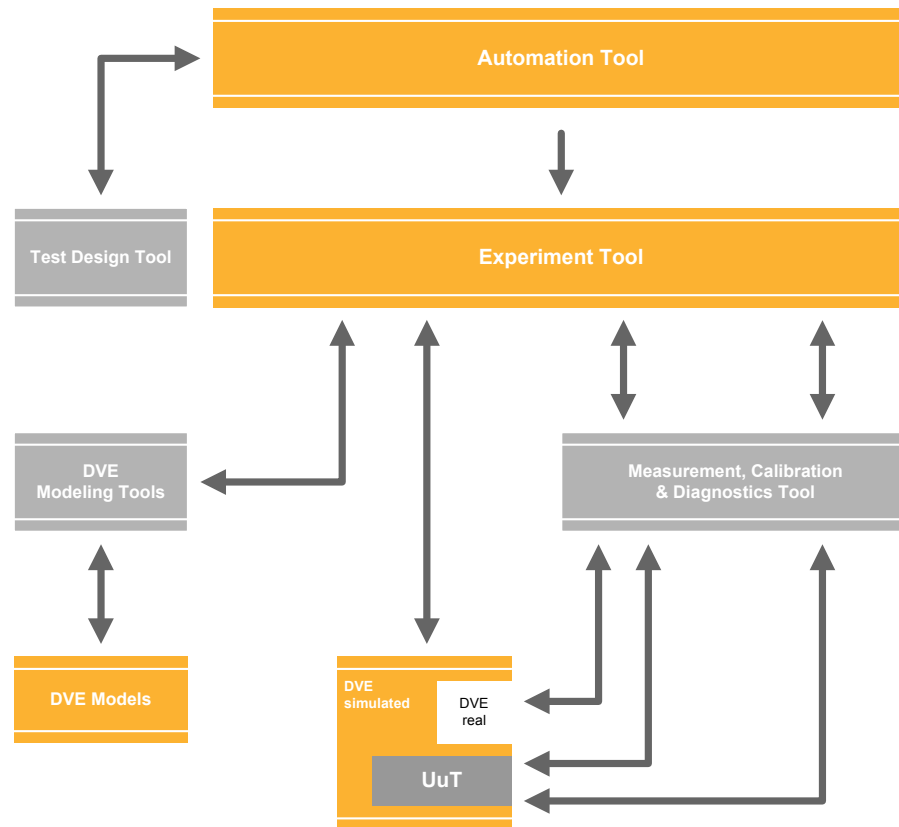 Automation Tool
Test Design Tool
Experiment Tool
DVE
Modeling Tools
Measurement, Calibration
& Diagnostics Tool
DVE Models
DVE
simulated
DVE
real
UuT